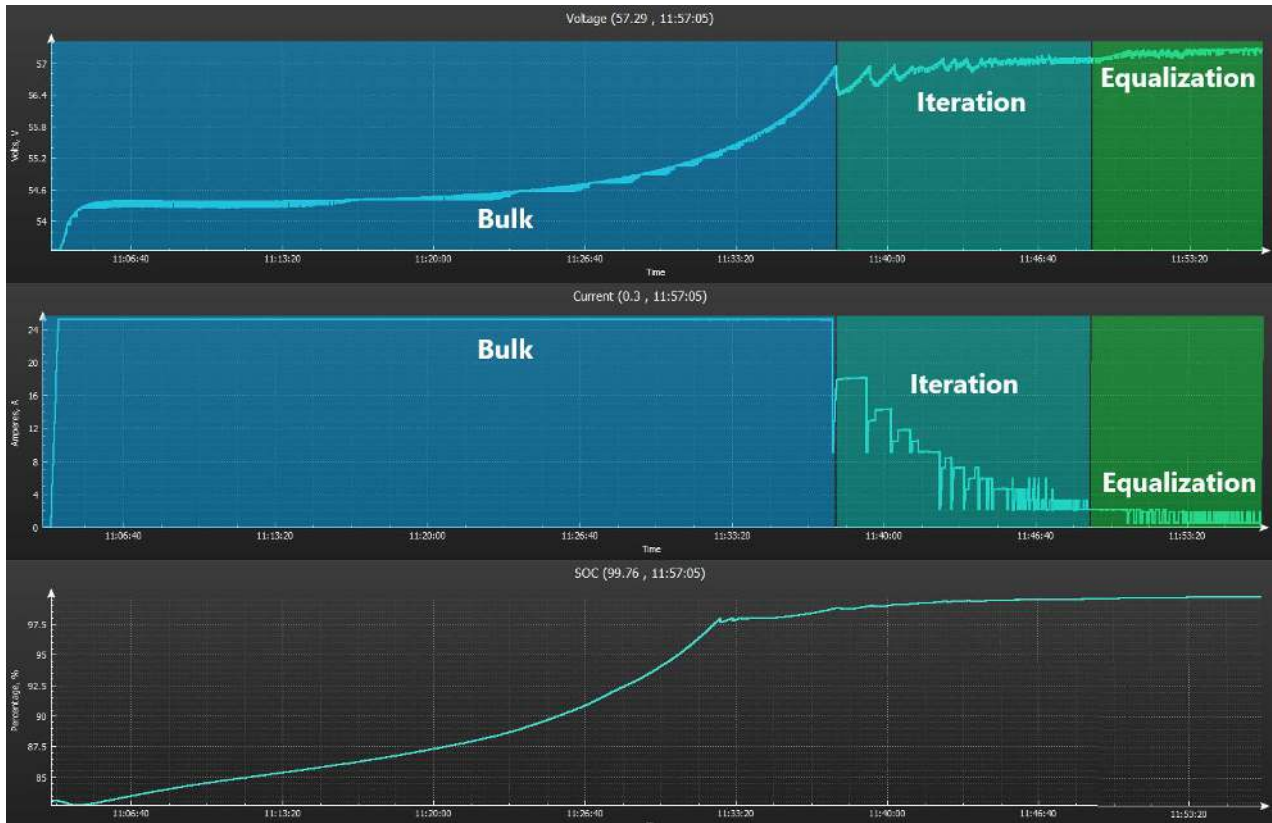 Voltage (57.29 , 11:57:05)
57
56.4
55.8
55.2
54.6
54
Volts, V
Bulk
Iteration
Equalization
11:06:40 11:13:20 11:20:00 11:26:40 11:33:20 11:40:00 11:46:40 11:53:20
Time
Current (0.3 , 11:57:05)
24
20
16
12
8
4
0
Amperes, A
Bulk
Iteration
Equalization
11:06:40 11:13:20 11:20:00 11:26:40 11:33:20 11:40:00 11:46:40 11:53:20
Time
SOC (99.76 , 11:57:05)
97.5
95
92.5
90
87.5
85
Percentage, %
11:06:40 11:13:20 11:20:00 11:26:40 11:33:20 11:40:00 11:46:40 11:53:20